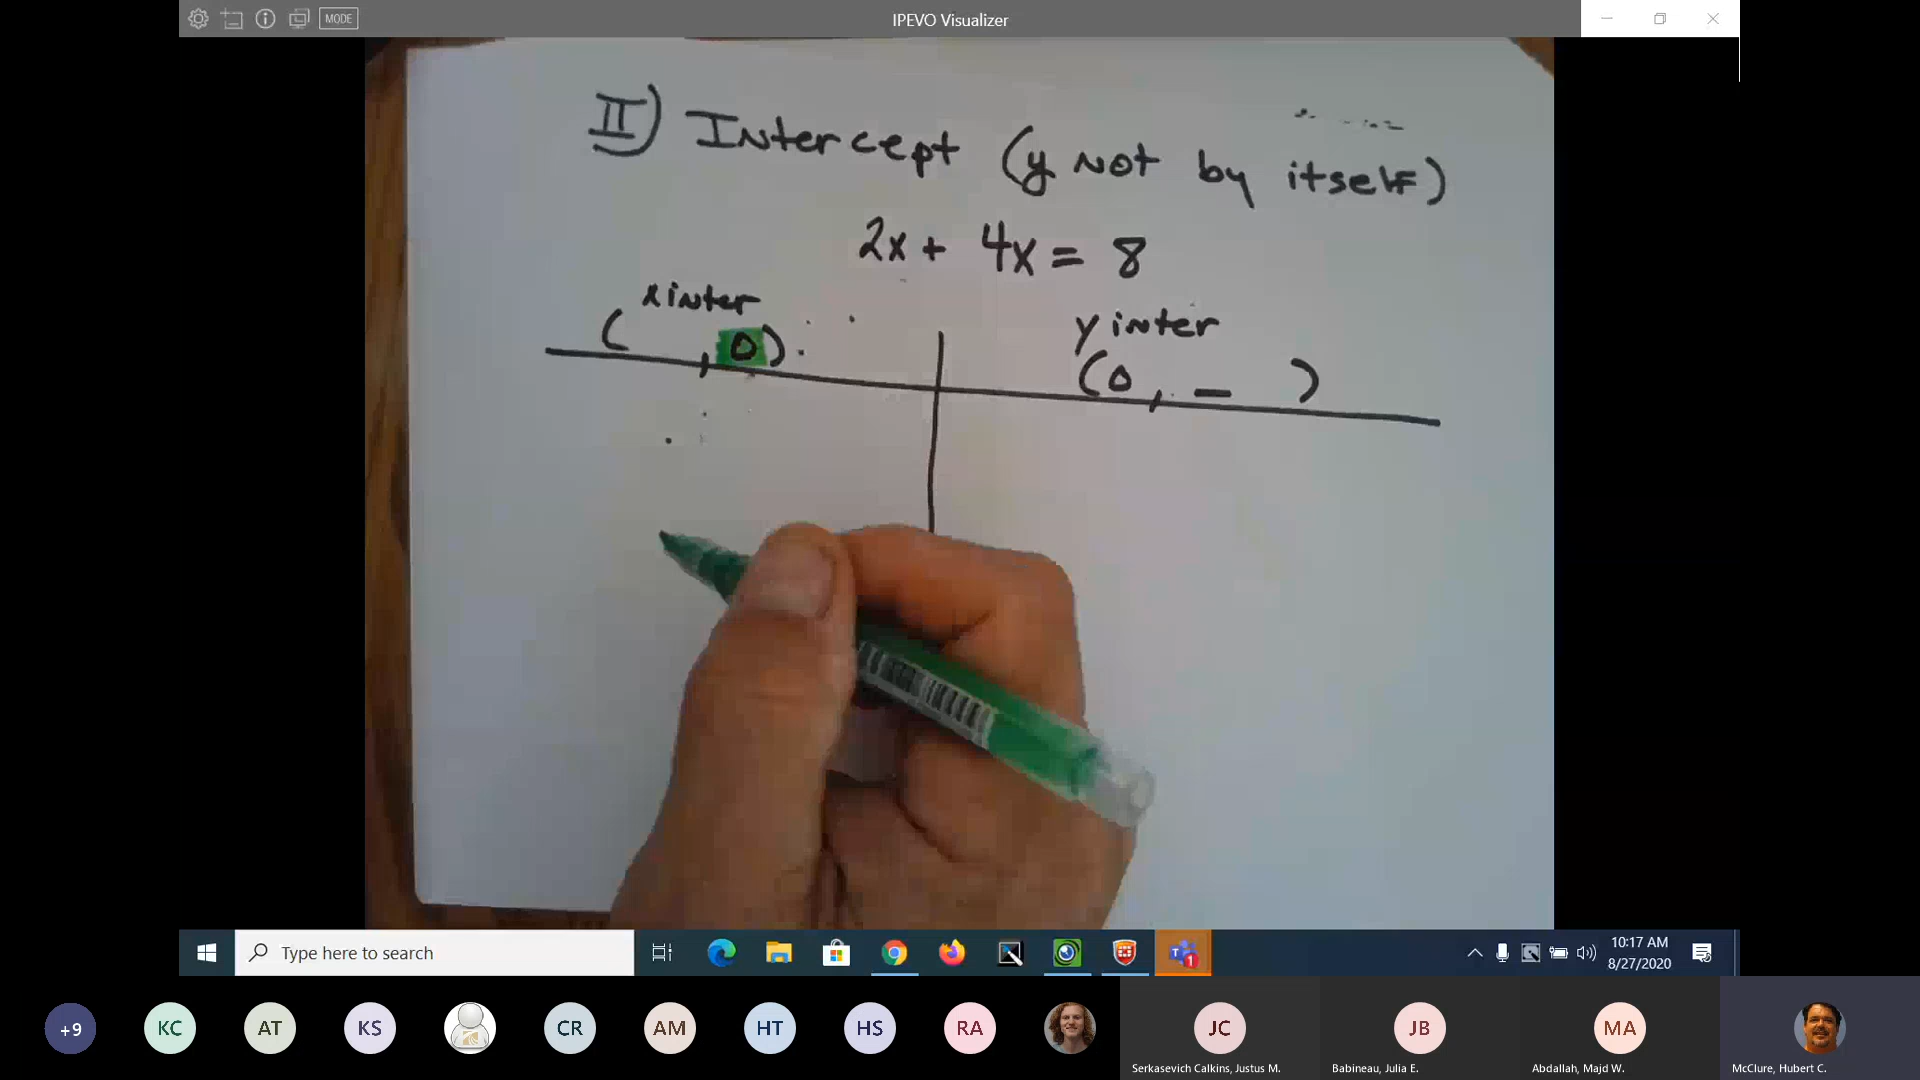 MODE
IPEVO Visualizer
II) Intercept (y not by itself)
2x + 4x = 8
x inter
( , 0)
y inter
(0, _ )
Type here to search
10:17 AM
8/27/2020
1
+9
KC
AT
KS
CR
AM
HT
HS
RA
JC
JB
MA
Serkasevich Calkins, Justus M.
Babineau, Julia E.
Abdallah, Majd W.
McClure, Hubert C.